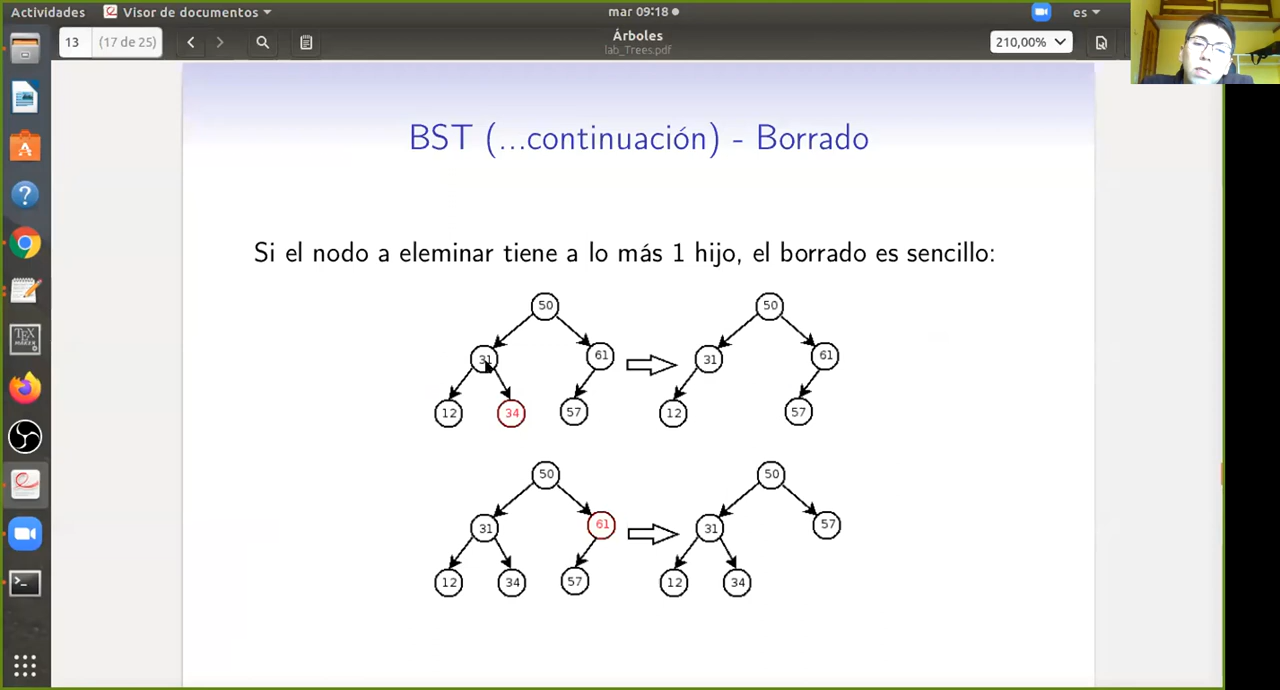 Actividades
Visor de documentos
mar 09:18
es
13
(17 de 25)
Árboles
lab_Trees.pdf
210,00%
BST (...continuación) - Borrado
Si el nodo a eleminar tiene a lo más 1 hijo, el borrado es sencillo:
50 50
31 61 31 61
12 34 57 12 57
50 50
31 61 31 57
12 34 57 12 34